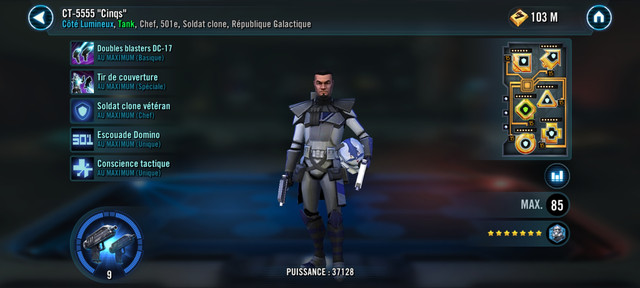 CT-5555 "Cinqs"
Côté Lumineux, Tank, Chef, 501e, Soldat clone, République Galactique
103 M
Doubles blasters DC-17
AU MAXIMUM (Basique)
Tir de couverture
AU MAXIMUM (Spéciale)
Soldat clone vétéran
AU MAXIMUM (Chef)
501
Escouade Domino
AU MAXIMUM (Unique)
Conscience tactique
AU MAXIMUM (Unique)
MAX. 85
9
PUISSANCE : 37128